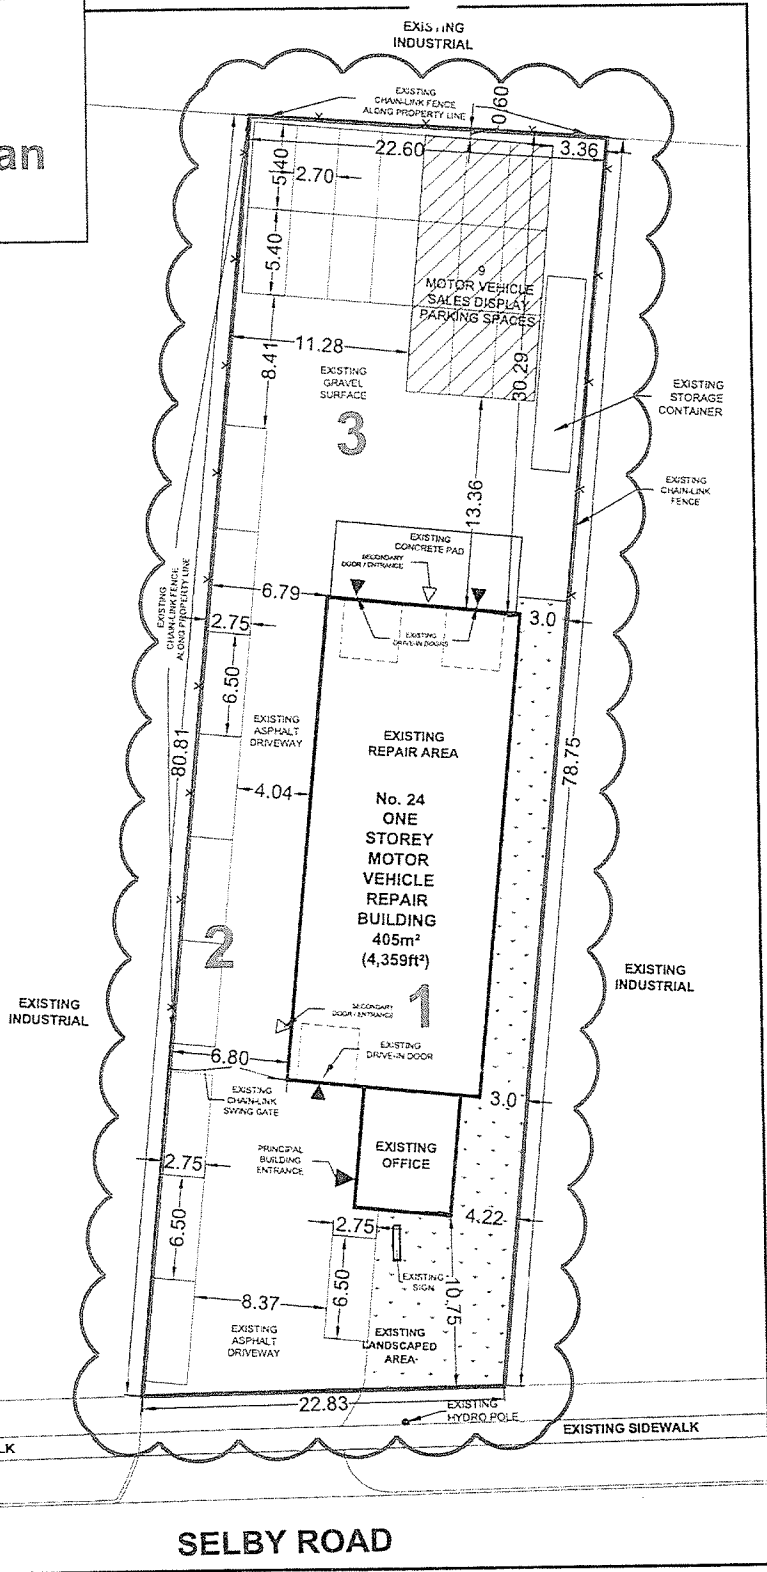 an
EXISTING
INDUSTRIAL
EXISTING
CHAIN-LINK FENCE
ALONG PROPERTY LINE
0.60
22.60
3.36
5.40
2.70
5.40
9
MOTOR VEHICLE
SALES DISPLAY
PARKING SPACES
11.28
8.41
30.29
EXISTING
GRAVEL
SURFACE
EXISTING
STORAGE
CONTAINER
3
EXISTING
CHAIN-LINK
FENCE
13.36
EXISTING
CONCRETE PAD
SECONDARY
DOOR / ENTRANCE
EXISTING
CHAIN-LINK FENCE
ALONG PROPERTY LINE
6.79
2.75
3.0
EXISTING
DRIVE-IN DOORS
6.50
EXISTING
ASPHALT
DRIVEWAY
EXISTING
REPAIR AREA
80.81
78.75
4.04
No. 24
ONE
STOREY
MOTOR
VEHICLE
REPAIR
BUILDING
405m²
(4,359ft²)
2
1
EXISTING
INDUSTRIAL
EXISTING
INDUSTRIAL
SECONDARY
DOOR / ENTRANCE
6.80
EXISTING
DRIVE-IN DOOR
EXISTING
CHAIN-LINK
SWING GATE
3.0
PRINCIPAL
BUILDING
ENTRANCE
EXISTING
OFFICE
2.75
6.50
2.75
4.22
EXISTING
SIGN
6.50
10.75
8.37
EXISTING
ASPHALT
DRIVEWAY
EXISTING
LANDSCAPED
AREA
22.83
EXISTING
HYDRO POLE
EXISTING SIDEWALK
LK
SELBY ROAD